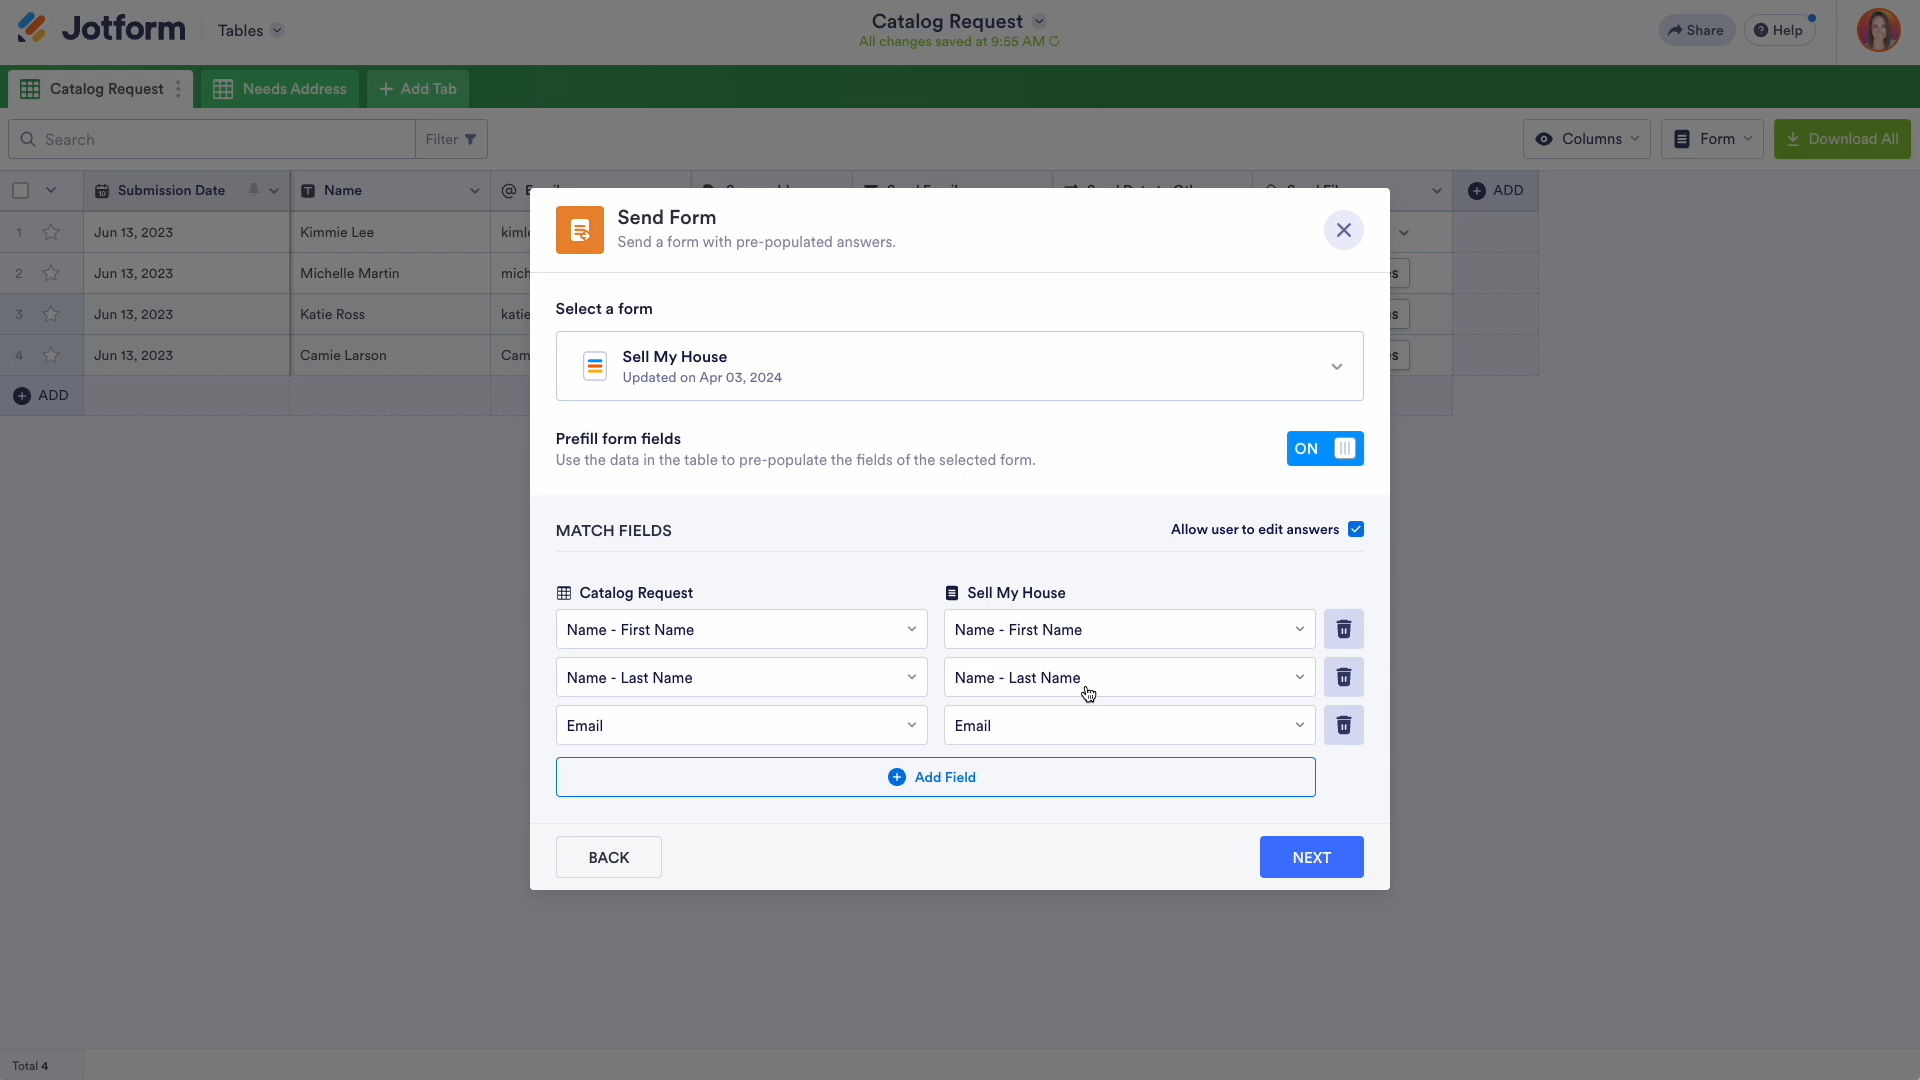 Jotform
Tables
Catalog Request
All changes saved at 9:55 AM
Share
Help
Catalog Request
Needs Address
+ Add Tab
Search
Filter
Columns
Form
Download All
Submission Date
Name
ADD
1 Jun 13, 2023 Kimmie Lee
2 Jun 13, 2023 Michelle Martin
3 Jun 13, 2023 Katie Ross
4 Jun 13, 2023 Camie Larson
ADD
Send Form
Send a form with pre-populated answers.
Select a form
Sell My House
Updated on Apr 03, 2024
Prefill form fields
Use the data in the table to pre-populate the fields of the selected form.
ON
MATCH FIELDS
Allow user to edit answers
Catalog Request
Sell My House
Name - First Name
Name - First Name
Name - Last Name
Name - Last Name
Email
Email
Add Field
BACK
NEXT
Total 4